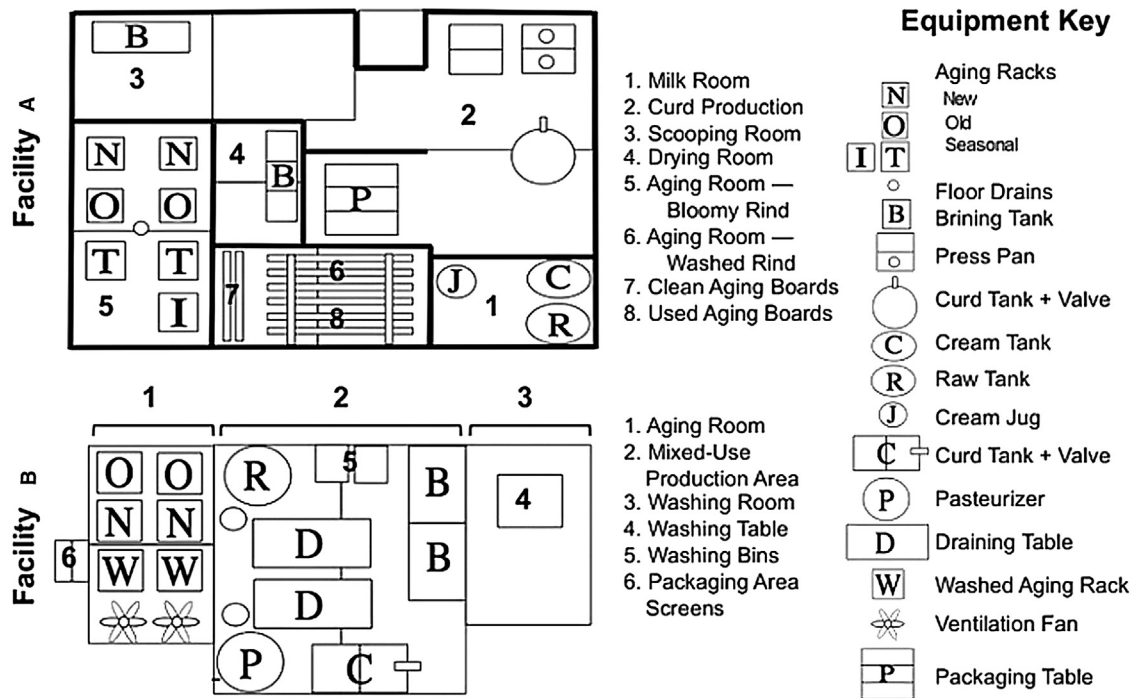 Equipment Key
Facility A
B
3
2
N N
O O
T T
5
I
4
B
P
6
7
8
J
C
R
1
1. Milk Room
2. Curd Production
3. Scooping Room
4. Drying Room
5. Aging Room —
Bloomy Rind
6. Aging Room —
Washed Rind
7. Clean Aging Boards
8. Used Aging Boards
Aging Racks
N New
O Old
I T Seasonal
Floor Drains
B Brining Tank
Press Pan
Curd Tank + Valve
C Cream Tank
R Raw Tank
J Cream Jug
C Curd Tank + Valve
P Pasteurizer
D Draining Table
W Washed Aging Rack
Ventilation Fan
P Packaging Table
Facility B
1 2 3
O O
N N
W W
6
R
5
B
B
D
D
P
C
4
1. Aging Room
2. Mixed-Use
Production Area
3. Washing Room
4. Washing Table
5. Washing Bins
6. Packaging Area
Screens